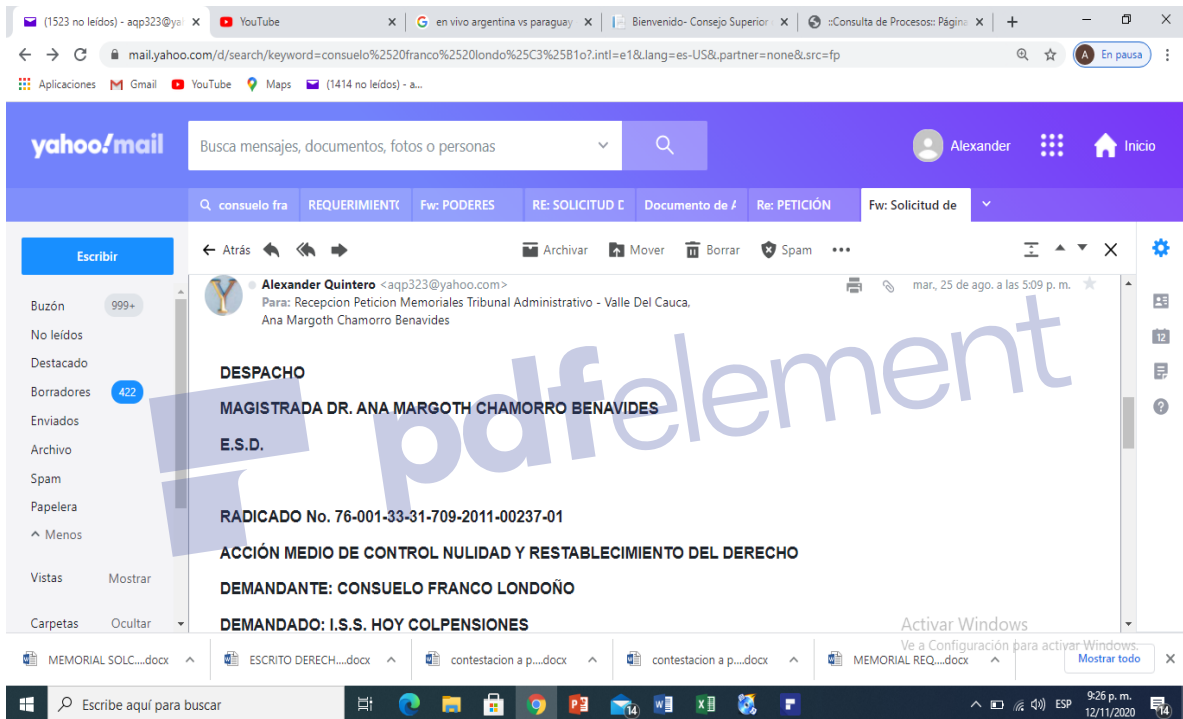 (1523 no leídos) - aqp323@ya
YouTube
en vivo argentina vs paraguay
Bienvenido- Consejo Superior
::Consulta de Procesos:: Página
mail.yahoo.com/d/search/keyword=consuelo%2520franco%2520londo%25C3%25B1o?.intl=e1&.lang=es-US&.partner=none&.src=fp
A En pausa
Aplicaciones Gmail YouTube Maps (1414 no leídos) - a...
yahoo!mail
Busca mensajes, documentos, fotos o personas
Alexander
Inicio
consuelo fra
REQUERIMIENT(
Fw: PODERES
RE: SOLICITUD D
Documento de A
Re: PETICIÓN
Fw: Solicitud de
Escribir
Atrás
Archivar
Mover
Borrar
Spam
Buzón 999+
No leídos
Destacado
Borradores 422
Enviados
Archivo
Spam
Papelera
Menos
Vistas Mostrar
Carpetas Ocultar
Alexander Quintero <aqp323@yahoo.com>
mar., 25 de ago. a las 5:09 p. m.
Para: Recepcion Peticion Memoriales Tribunal Administrativo - Valle Del Cauca,
Ana Margoth Chamorro Benavides
12
DESPACHO
MAGISTRADA DR. ANA MARGOTH CHAMORRO BENAVIDES
E.S.D.
pdfelement
RADICADO No. 76-001-33-31-709-2011-00237-01
ACCIÓN MEDIO DE CONTROL NULIDAD Y RESTABLECIMIENTO DEL DERECHO
DEMANDANTE: CONSUELO FRANCO LONDOÑO
DEMANDADO: I.S.S. HOY COLPENSIONES
Activar Windows
Ve a Configuración para activar Windows.
MEMORIAL SOLC....docx
ESCRITO DERECH....docx
contestacion a p....docx
contestacion a p....docx
MEMORIAL REQ....docx
Mostrar todo
Escribe aquí para buscar
14
ESP
9:26 p. m.
12/11/2020
14